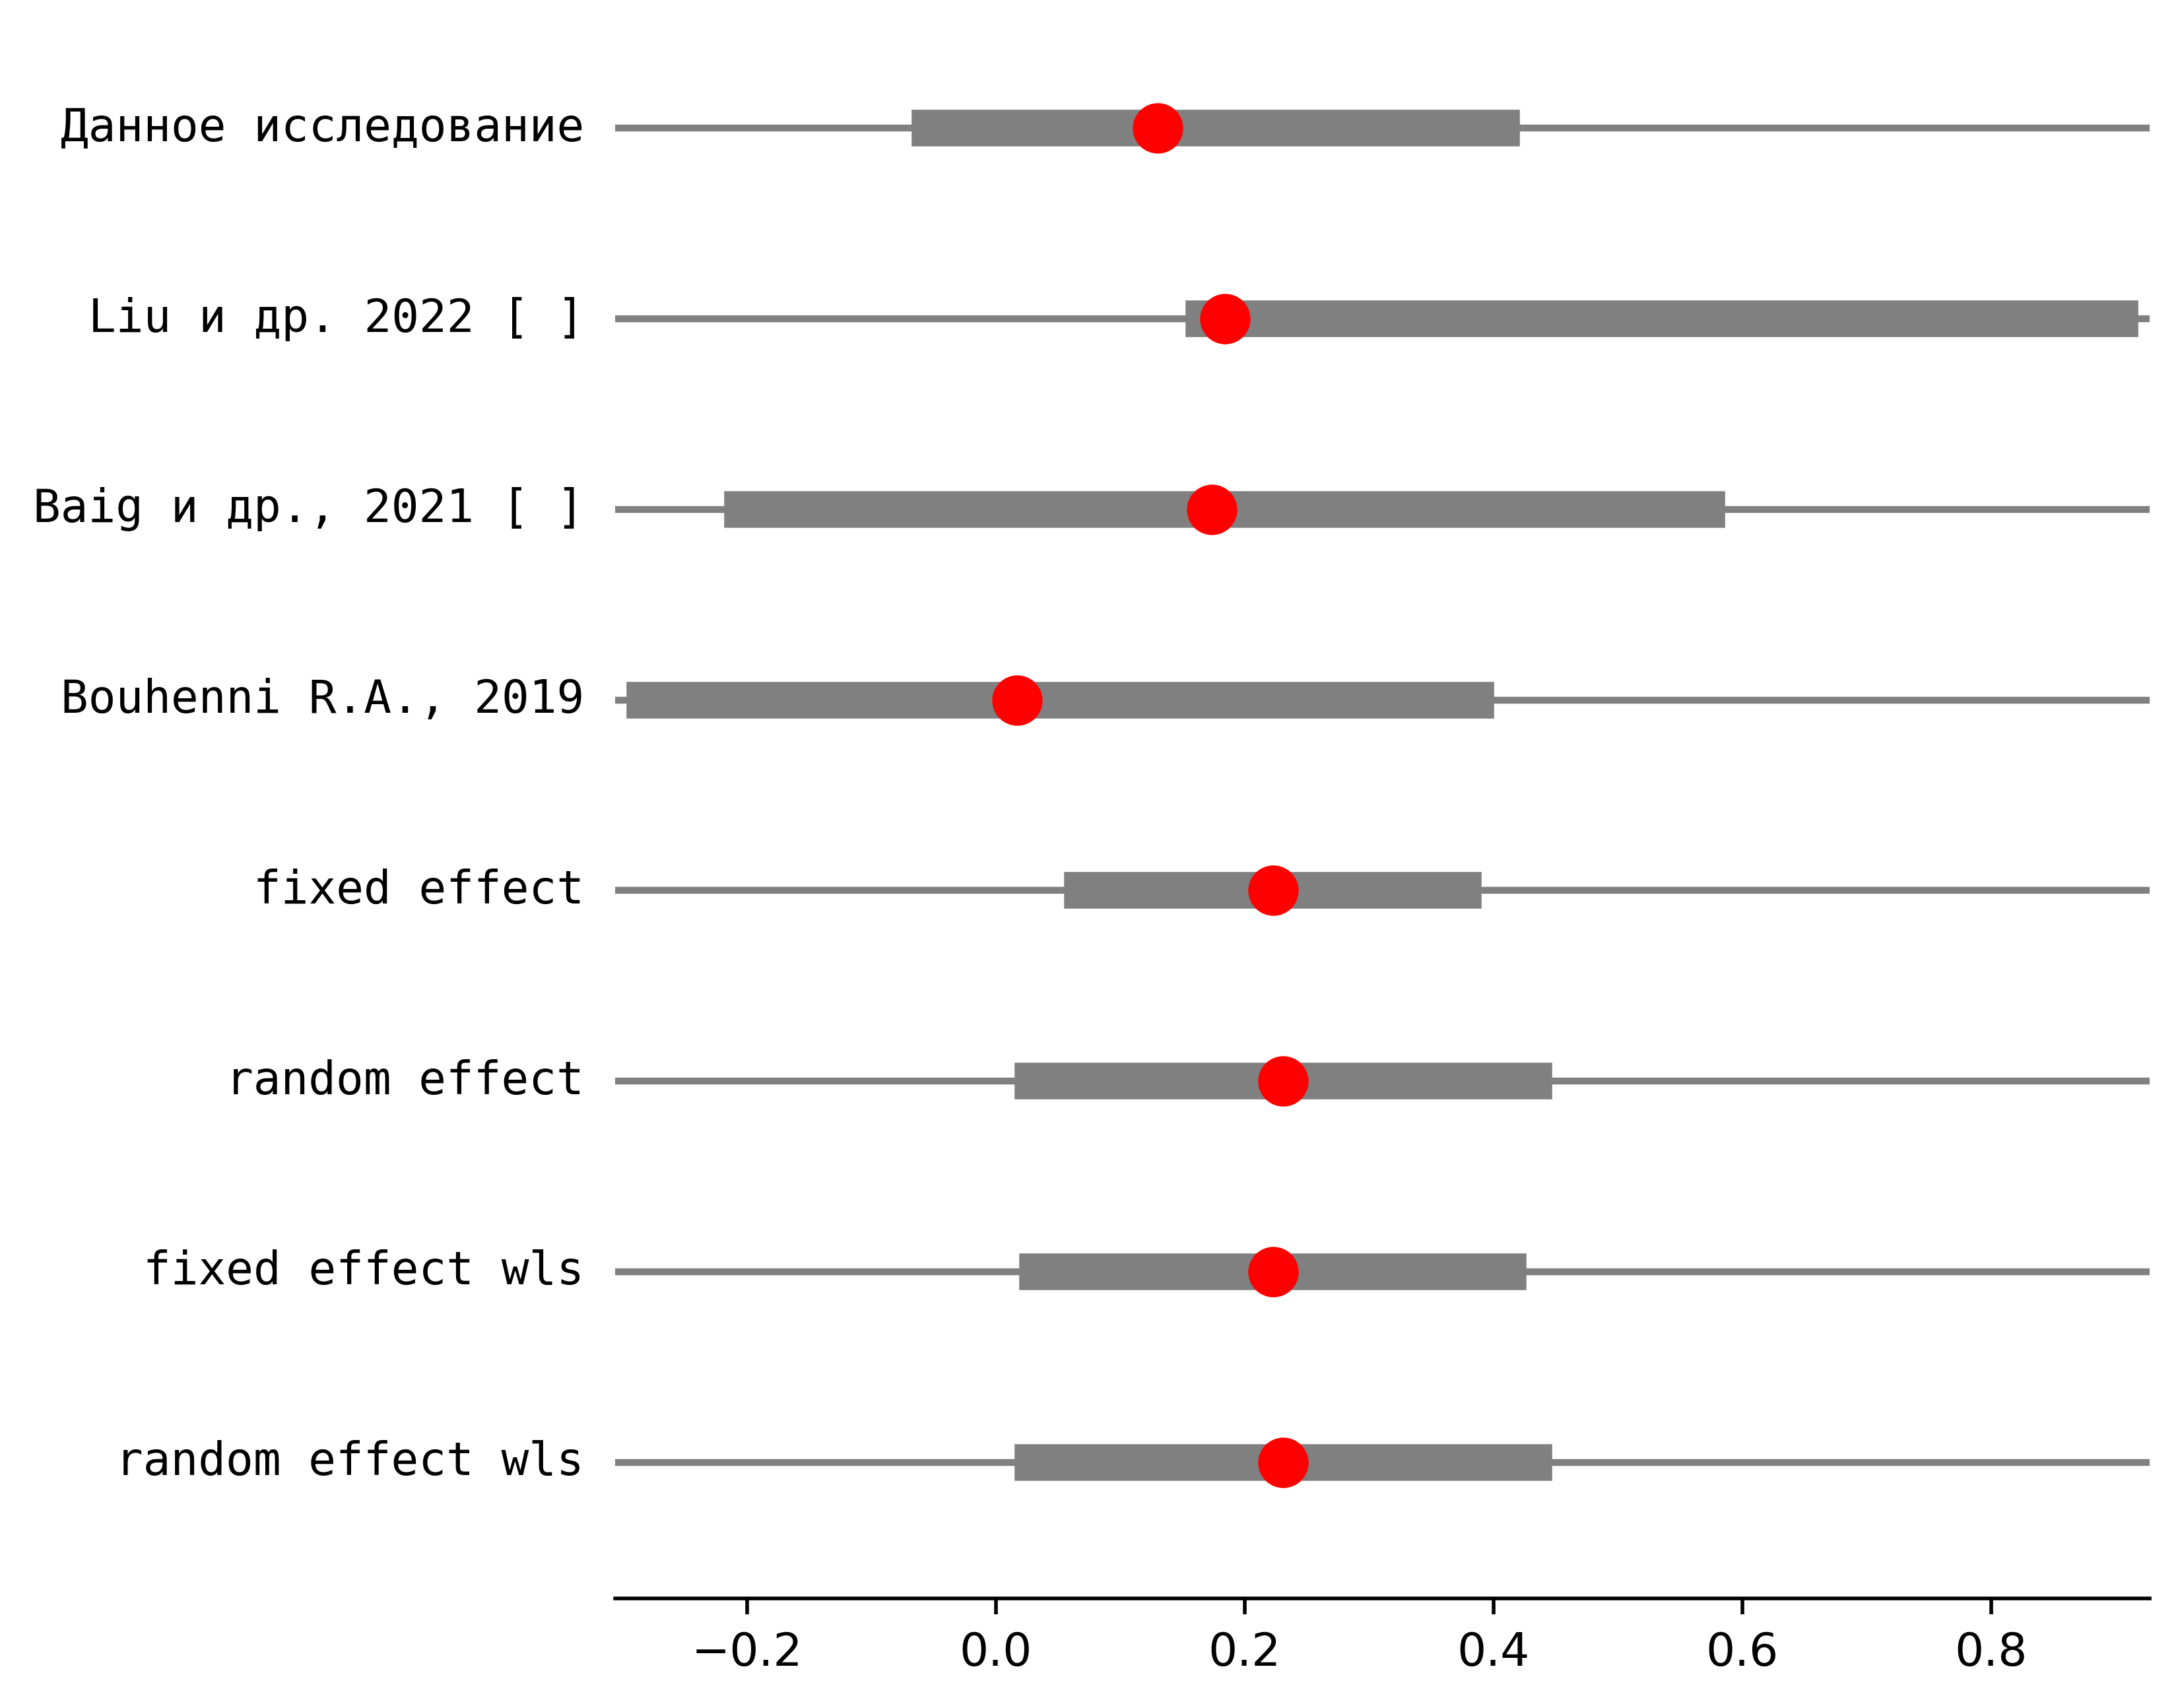 Данное исследование
Liu и др. 2022 [ ]
Baig и др., 2021 [ ]
Bouhenni R.A., 2019
fixed effect
random effect
fixed effect wls
random effect wls
−0.2 0.0 0.2 0.4 0.6 0.8